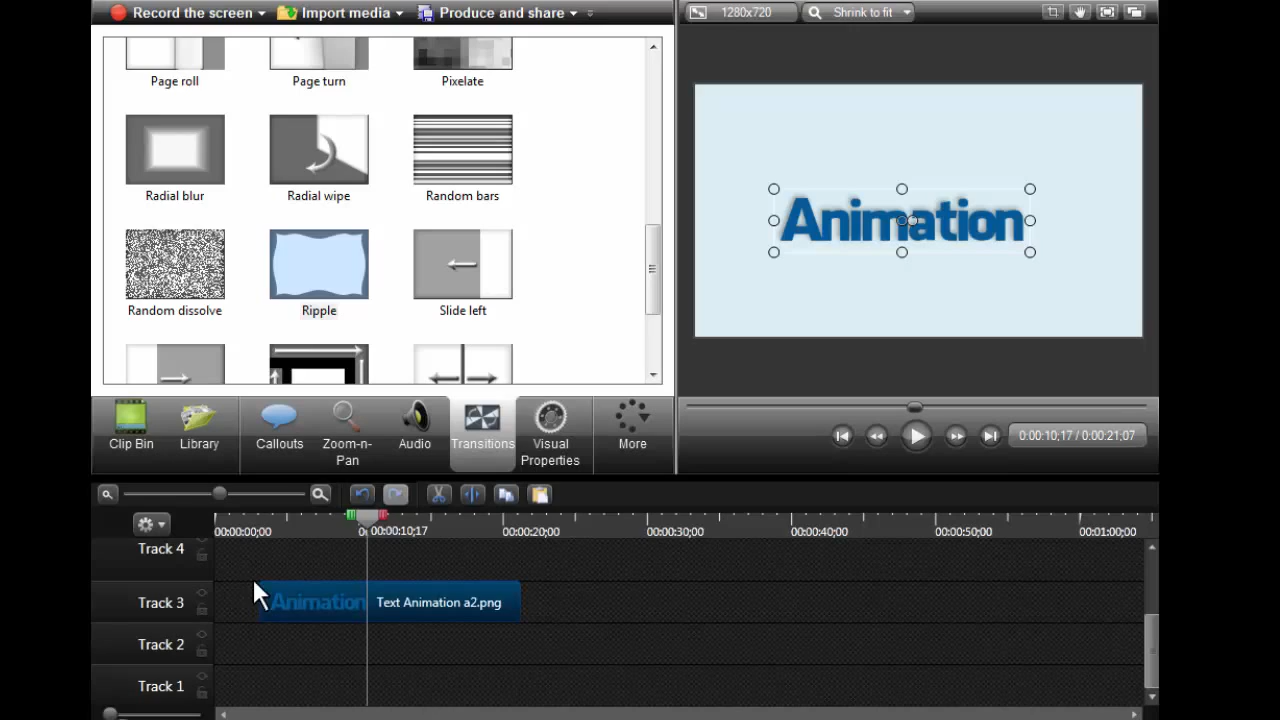 Record the screen Import media Produce and share
1280x720 Shrink to fit
Page roll Page turn Pixelate
Radial blur Radial wipe Random bars
Random dissolve Ripple Slide left
Animation
Clip Bin Library Callouts Zoom-n-Pan Audio Transitions Visual Properties More
0:00:10;17 / 0:00:21;07
00:00:00;00 00:00:10;17 00:00:20;00 00:00:30;00 00:00:40;00 00:00:50;00 00:01:00;00
Track 4
Track 3 Animation Text Animation a2.png
Track 2
Track 1